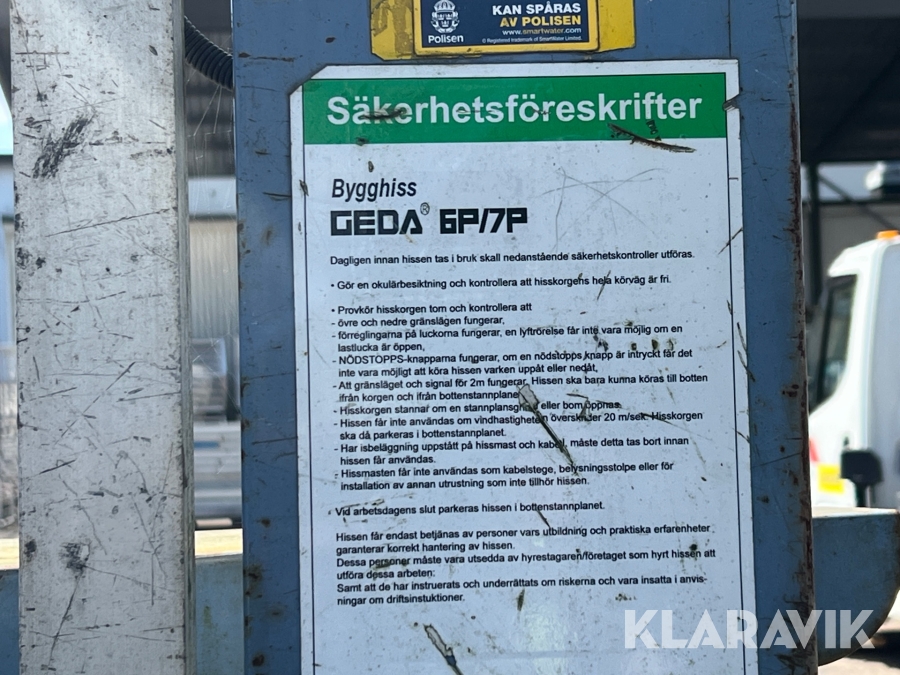 KAN SPÅRAS
AV POLISEN
www.smartwater.com
© Registered trademark of SmartWater Limited.
Polisen
Säkerhetsföreskrifter
Bygghiss
GEDA® 6P/7P
Dagligen innan hissen tas i bruk skall nedanstående säkerhetskontroller utföras.
• Gör en okulärbesiktning och kontrollera att hisskorgens hela körväg är fri.
• Provkör hisskorgen tom och kontrollera att
- övre och nedre gränslägen fungerar,
- förreglingarna på luckorna fungerar, en lyftrörelse får inte vara möjlig om en
lastlucka är öppen,
- NÖDSTOPPS-knapparna fungerar, om en nödstopps knapp är intryckt får det
inte vara möjligt att köra hissen varken uppåt eller nedåt,
- Att gränsläget och signal för 2m fungerar. Hissen ska bara kunna köras till botten
ifrån korgen och ifrån bottenstannplanet
- Hisskorgen stannar om en stannplansgrind eller bom öppnas.
- Hissen får inte användas om vindhastigheten överskrider 20 m/sek. Hisskorgen
ska då parkeras i bottenstannplanet.
- Har isbeläggning uppstått på hissmast och kabel, måste detta tas bort innan
hissen får användas.
- Hissmasten får inte användas som kabelstege, belysningsstolpe eller för
installation av annan utrustning som inte tillhör hissen.
Vid arbetsdagens slut parkeras hissen i bottenstannplanet.
Hissen får endast betjänas av personer vars utbildning och praktiska erfarenheter
garanterar korrekt hantering av hissen.
Dessa personer måste vara utsedda av hyrestagaren/företaget som hyrt hissen att
utföra dessa arbeten.
Samt att de har instruerats och underrättats om riskerna och vara insatta i anvis-
ningar om driftsinstuktioner.
KLARAVIK